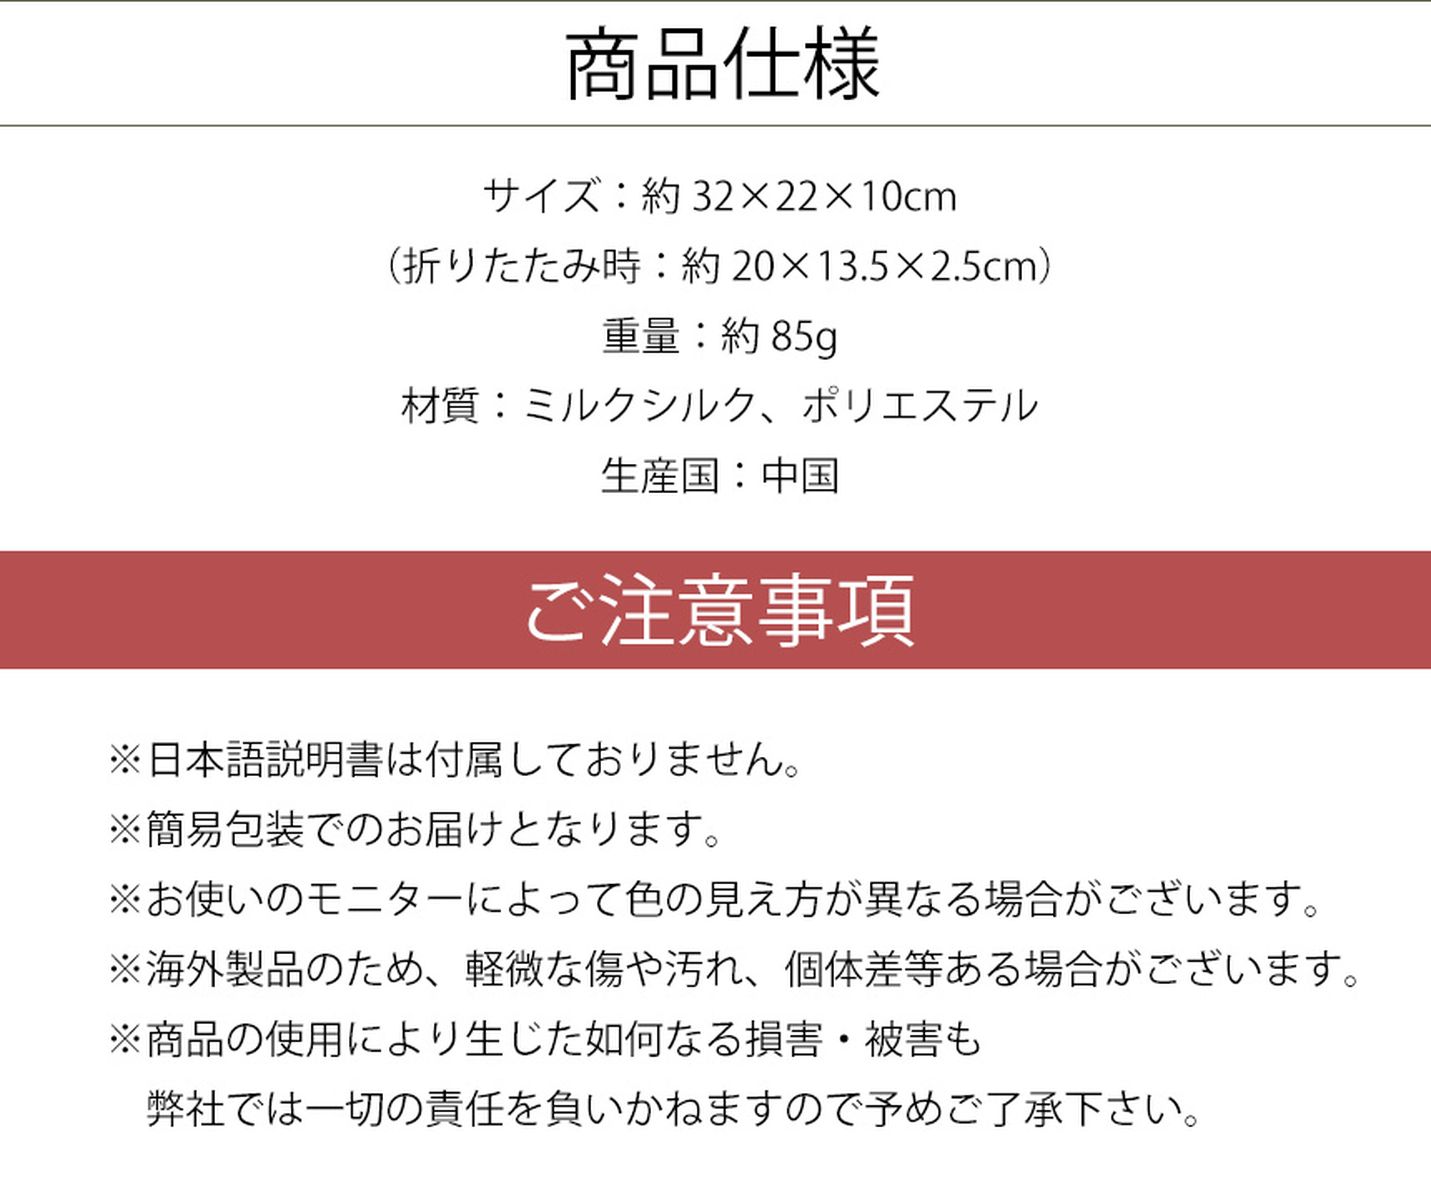 商品仕様
サイズ：約 32×22×10cm
（折りたたみ時：約 20×13.5×2.5cm）
重量：約 85g
材質：ミルクシルク、ポリエステル
生産国：中国
ご注意事項
※日本語説明書は付属しておりません。
※簡易包装でのお届けとなります。
※お使いのモニターによって色の見え方が異なる場合がございます。
※海外製品のため、軽微な傷や汚れ、個体差等ある場合がございます。
※商品の使用により生じた如何なる損害・被害も
弊社では一切の責任を負いかねますので予めご了承下さい。